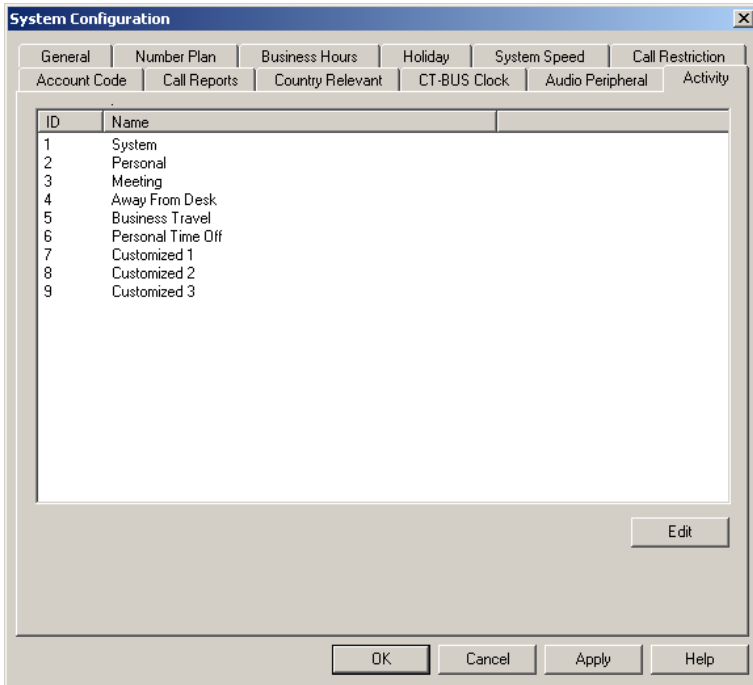 System Configuration
General Number Plan Business Hours Holiday System Speed Call Restriction
Account Code Call Reports Country Relevant CT-BUS Clock Audio Peripheral Activity
ID Name
1 System
2 Personal
3 Meeting
4 Away From Desk
5 Business Travel
6 Personal Time Off
7 Customized 1
8 Customized 2
9 Customized 3
Edit
OK Cancel Apply Help